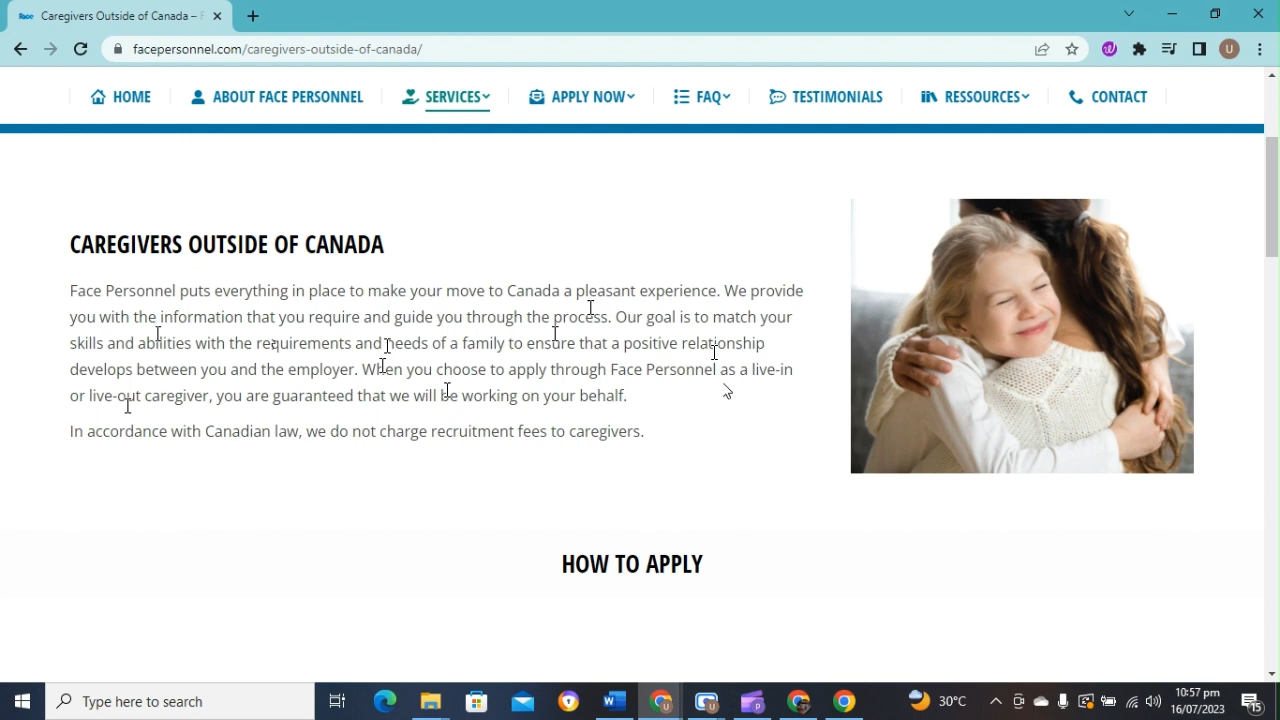 Caregivers Outside of Canada –
facepersonnel.com/caregivers-outside-of-canada/
U
HOME ABOUT FACE PERSONNEL SERVICES APPLY NOW FAQ TESTIMONIALS RESSOURCES CONTACT
CAREGIVERS OUTSIDE OF CANADA
Face Personnel puts everything in place to make your move to Canada a pleasant experience. We provide
you with the information that you require and guide you through the process. Our goal is to match your
skills and abilities with the requirements and needs of a family to ensure that a positive relationship
develops between you and the employer. When you choose to apply through Face Personnel as a live-in
or live-out caregiver, you are guaranteed that we will be working on your behalf.
In accordance with Canadian law, we do not charge recruitment fees to caregivers.
HOW TO APPLY
Type here to search
30°C
10:57 pm
16/07/2023
15